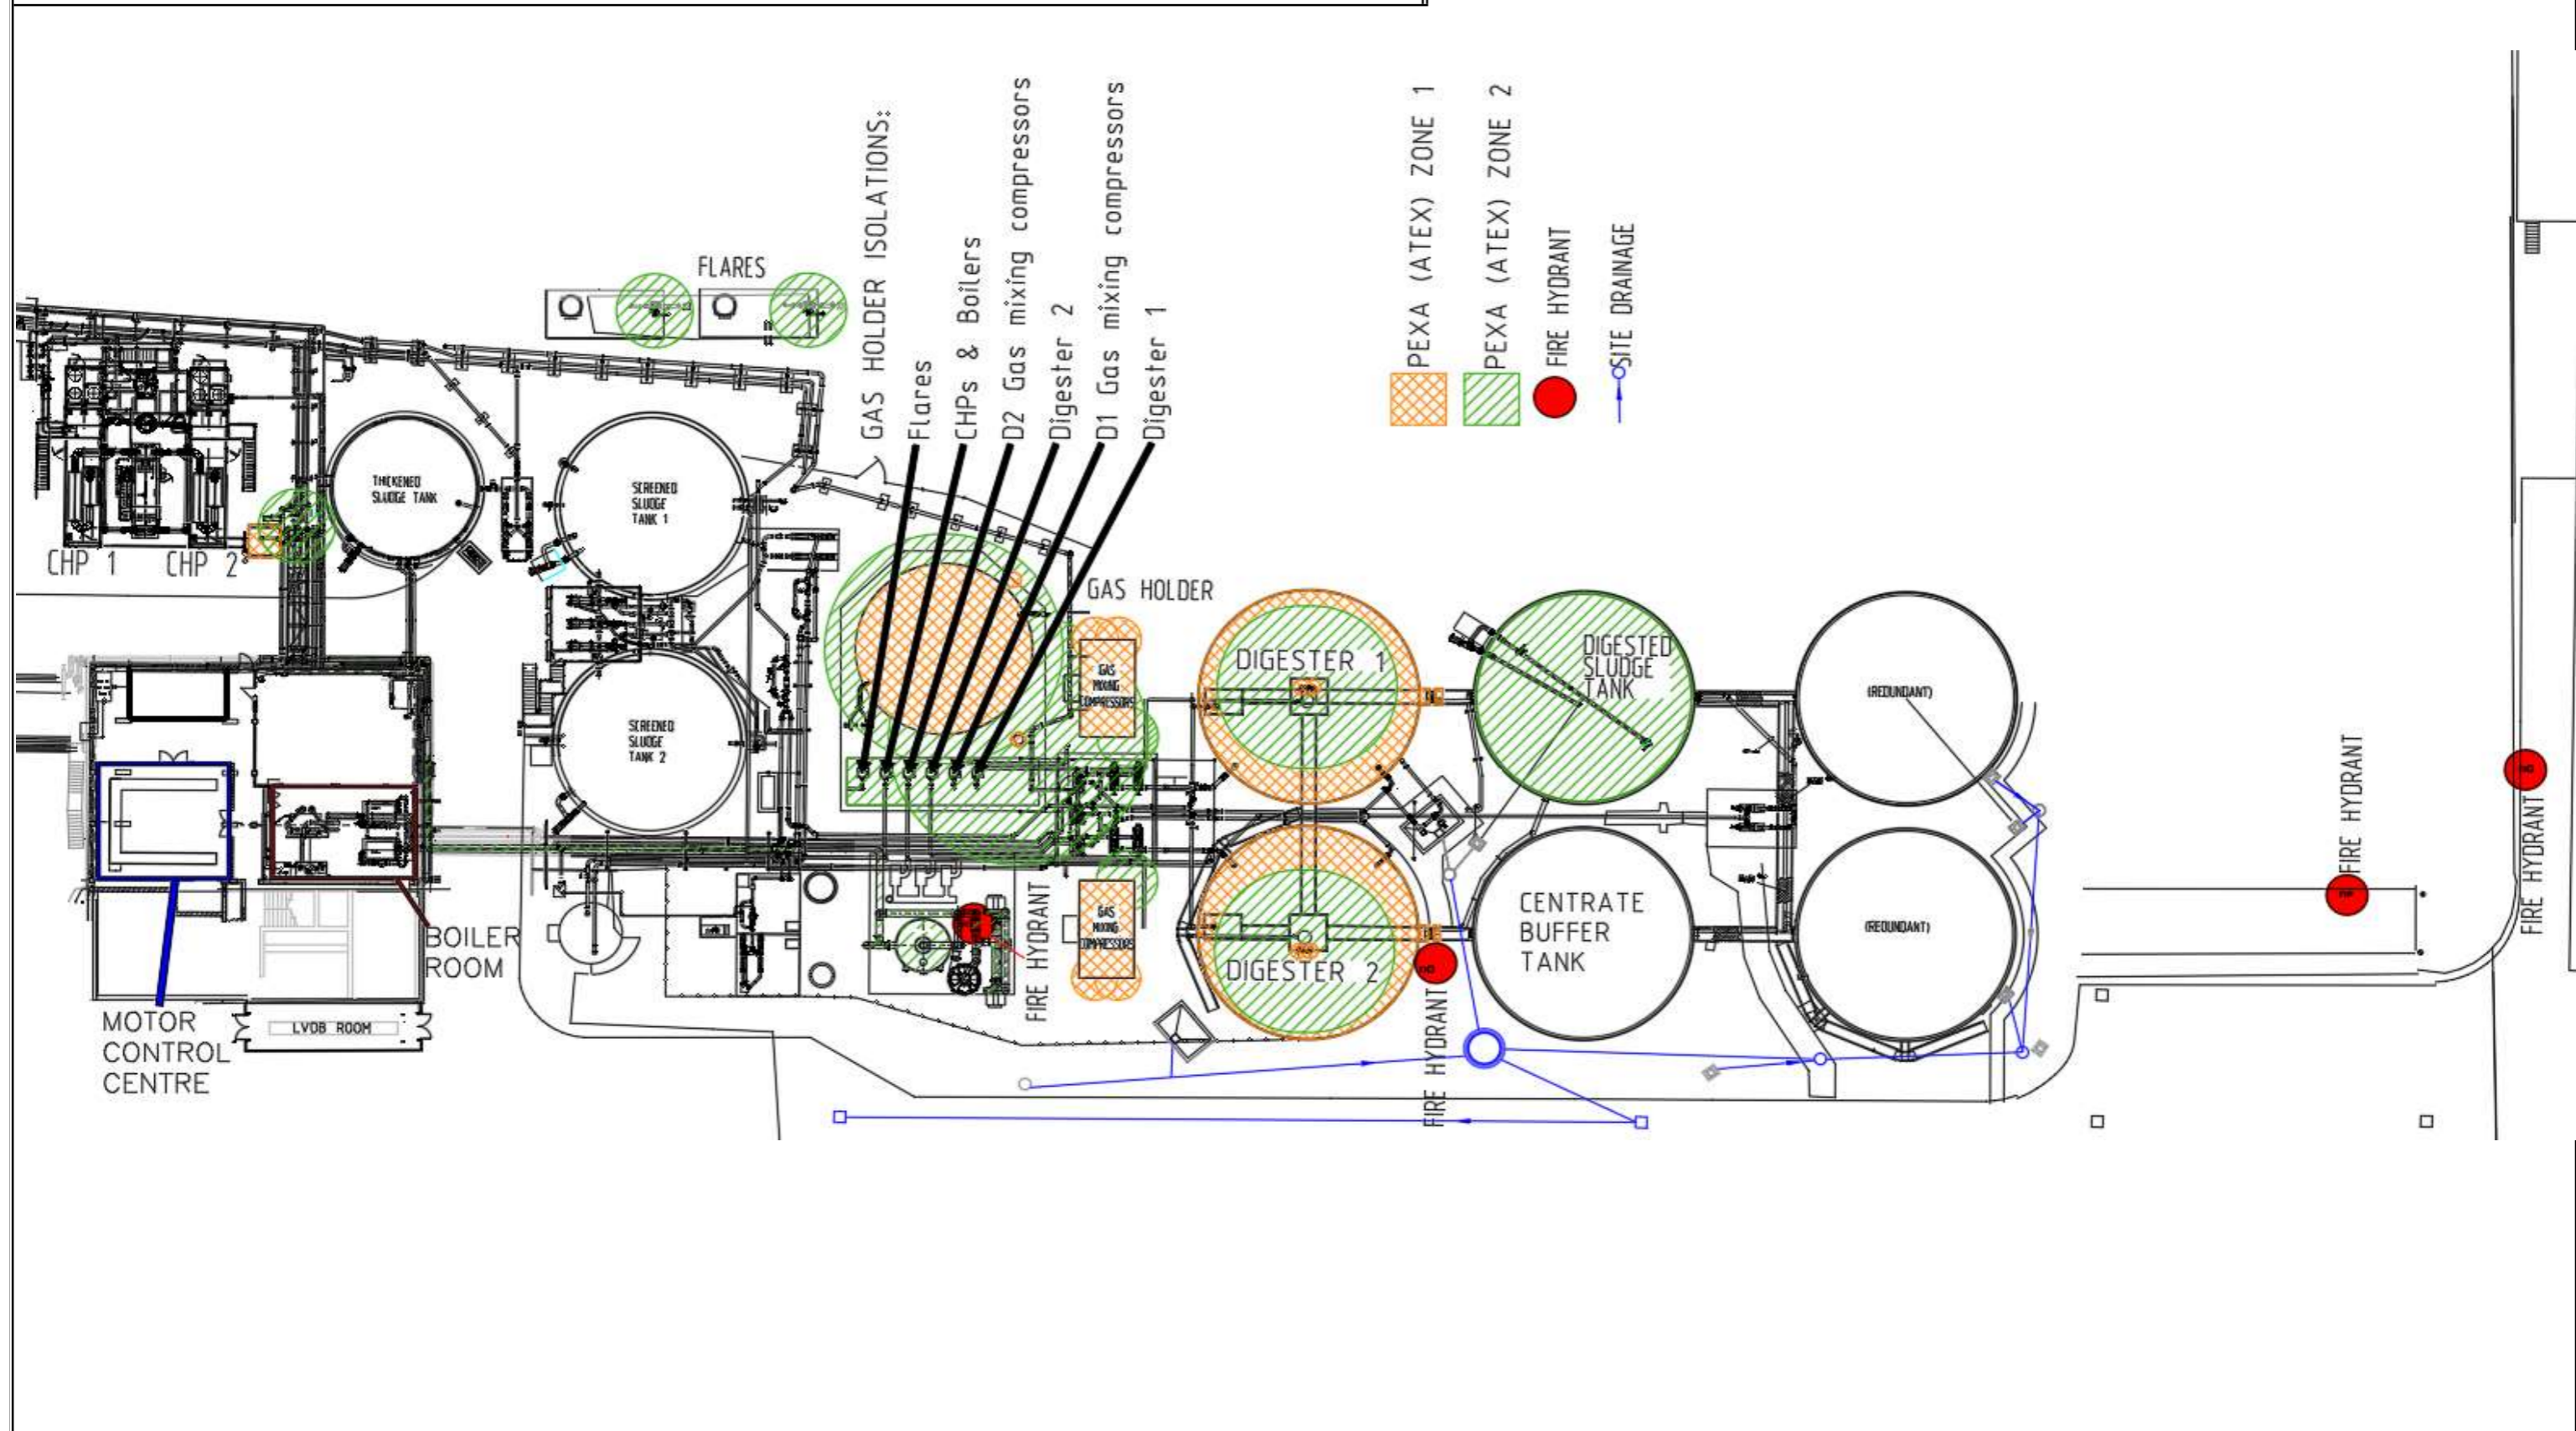 GAS HOLDER ISOLATIONS:
Flares
CHPs & Boilers
D2 Gas mixing compressors
Digester 2
D1 Gas mixing compressors
Digester 1
PEXA (ATEX) ZONE 1
PEXA (ATEX) ZONE 2
FIRE HYDRANT
SITE DRAINAGE
FLARES
THICKENED
SLUDGE TANK
SCREENED
SLUDGE
TANK 1
CHP 1
CHP 2
GAS HOLDER
GAS
MIXING
COMPRESSORS
DIGESTER 1
DIGESTED
SLUDGE
TANK
(REDUNDANT)
SCREENED
SLUDGE
TANK 2
FIRE HYDRANT
FIRE HYDRANT
BOILER
ROOM
FIRE HYDRANT
GAS
MIXING
COMPRESSORS
DIGESTER 2
CENTRATE
BUFFER
TANK
(REDUNDANT)
FIRE HYDRANT
MOTOR
CONTROL
CENTRE
LVDB ROOM